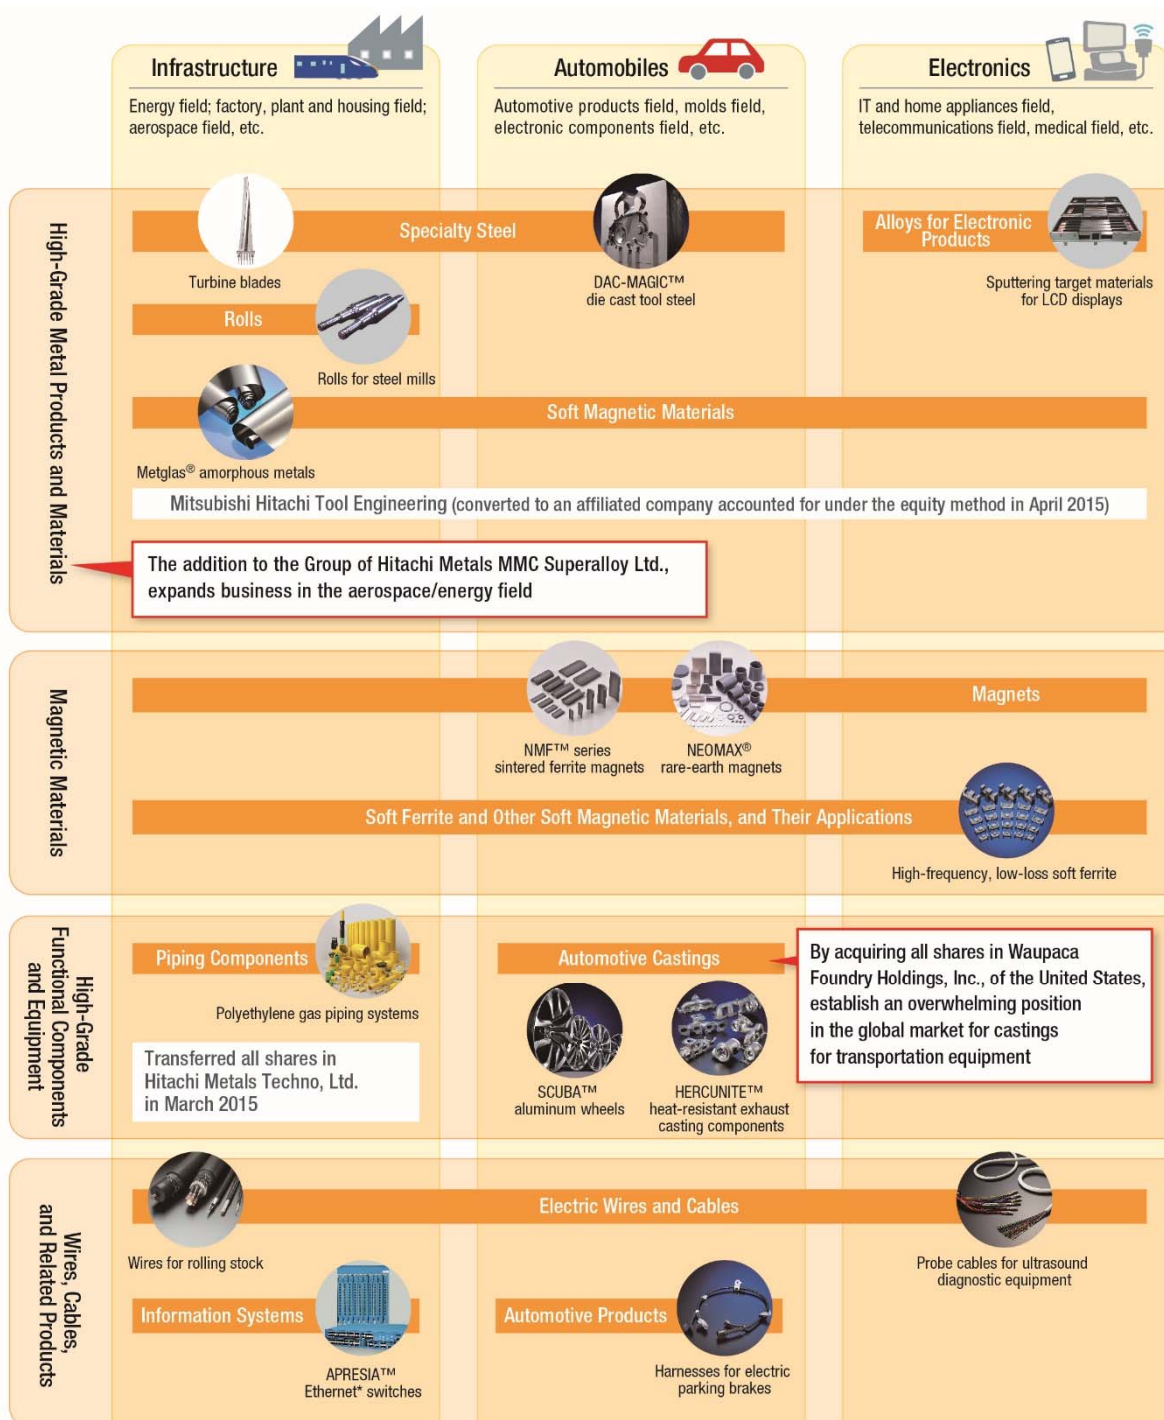 Infrastructure
Energy field; factory, plant and housing field;
aerospace field, etc.
Automobiles
Automotive products field, molds field,
electronic components field, etc.
Electronics
IT and home appliances field,
telecommunications field, medical field, etc.
High-Grade Metal Products and Materials
Specialty Steel
Turbine blades
DAC-MAGIC™
die cast tool steel
Alloys for Electronic
Products
Sputtering target materials
for LCD displays
Rolls
Rolls for steel mills
Soft Magnetic Materials
Metglas® amorphous metals
Mitsubishi Hitachi Tool Engineering (converted to an affiliated company accounted for under the equity method in April 2015)
The addition to the Group of Hitachi Metals MMC Superalloy Ltd.,
expands business in the aerospace/energy field
Magnetic Materials
Magnets
NMF™ series
sintered ferrite magnets
NEOMAX®
rare-earth magnets
Soft Ferrite and Other Soft Magnetic Materials, and Their Applications
High-frequency, low-loss soft ferrite
High-Grade
Functional Components
and Equipment
Piping Components
Polyethylene gas piping systems
Transferred all shares in
Hitachi Metals Techno, Ltd.
in March 2015
Automotive Castings
SCUBA™
aluminum wheels
HERCUNITE™
heat-resistant exhaust
casting components
By acquiring all shares in Waupaca
Foundry Holdings, Inc., of the United States,
establish an overwhelming position
in the global market for castings
for transportation equipment
Wires, Cables,
and Related Products
Electric Wires and Cables
Wires for rolling stock
Probe cables for ultrasound
diagnostic equipment
Information Systems
APRESIA™
Ethernet* switches
Automotive Products
Harnesses for electric
parking brakes